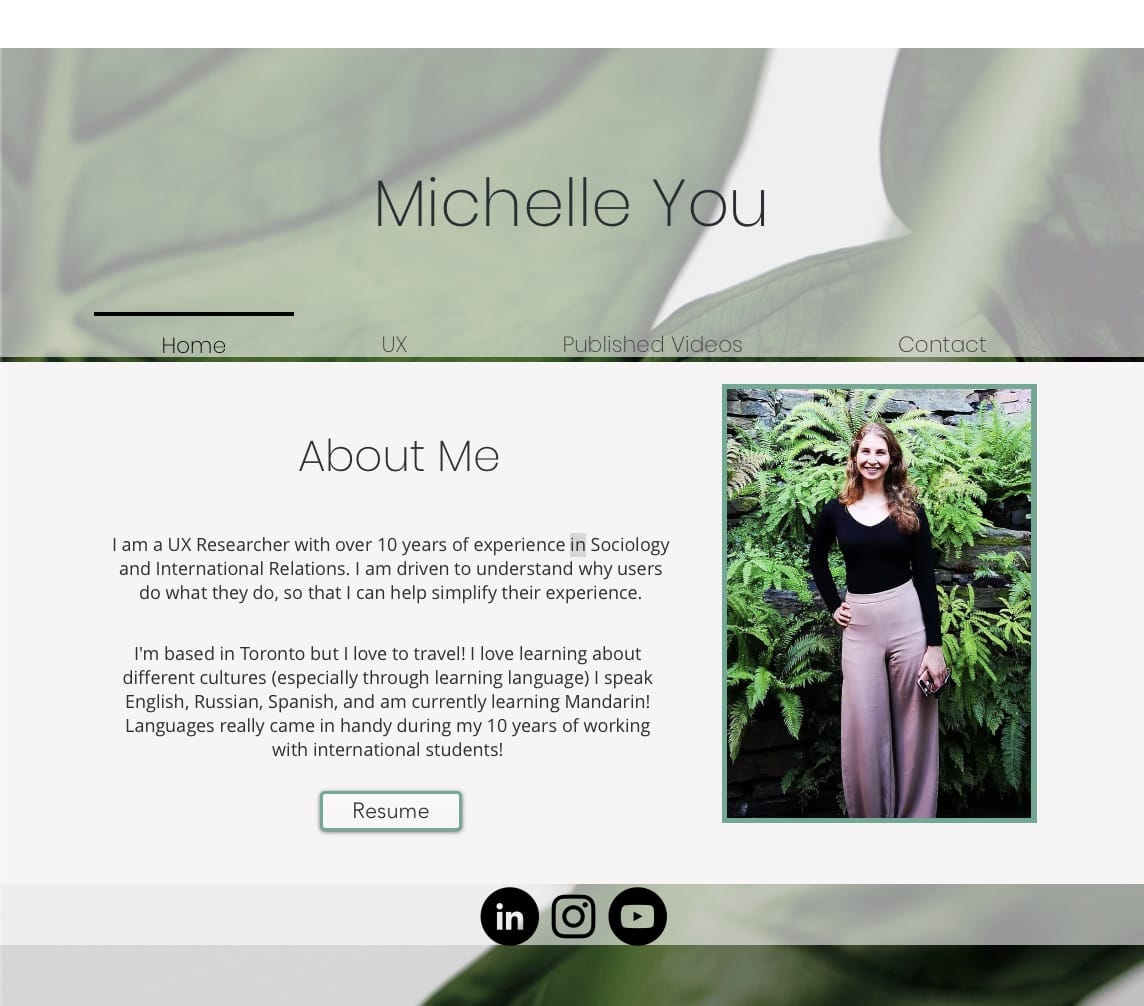 Michelle You
Home UX Published Videos Contact
About Me
I am a UX Researcher with over 10 years of experience in Sociology
and International Relations. I am driven to understand why users
do what they do, so that I can help simplify their experience.
I'm based in Toronto but I love to travel! I love learning about
different cultures (especially through learning language) I speak
English, Russian, Spanish, and am currently learning Mandarin!
Languages really came in handy during my 10 years of working
with international students!
Resume
in